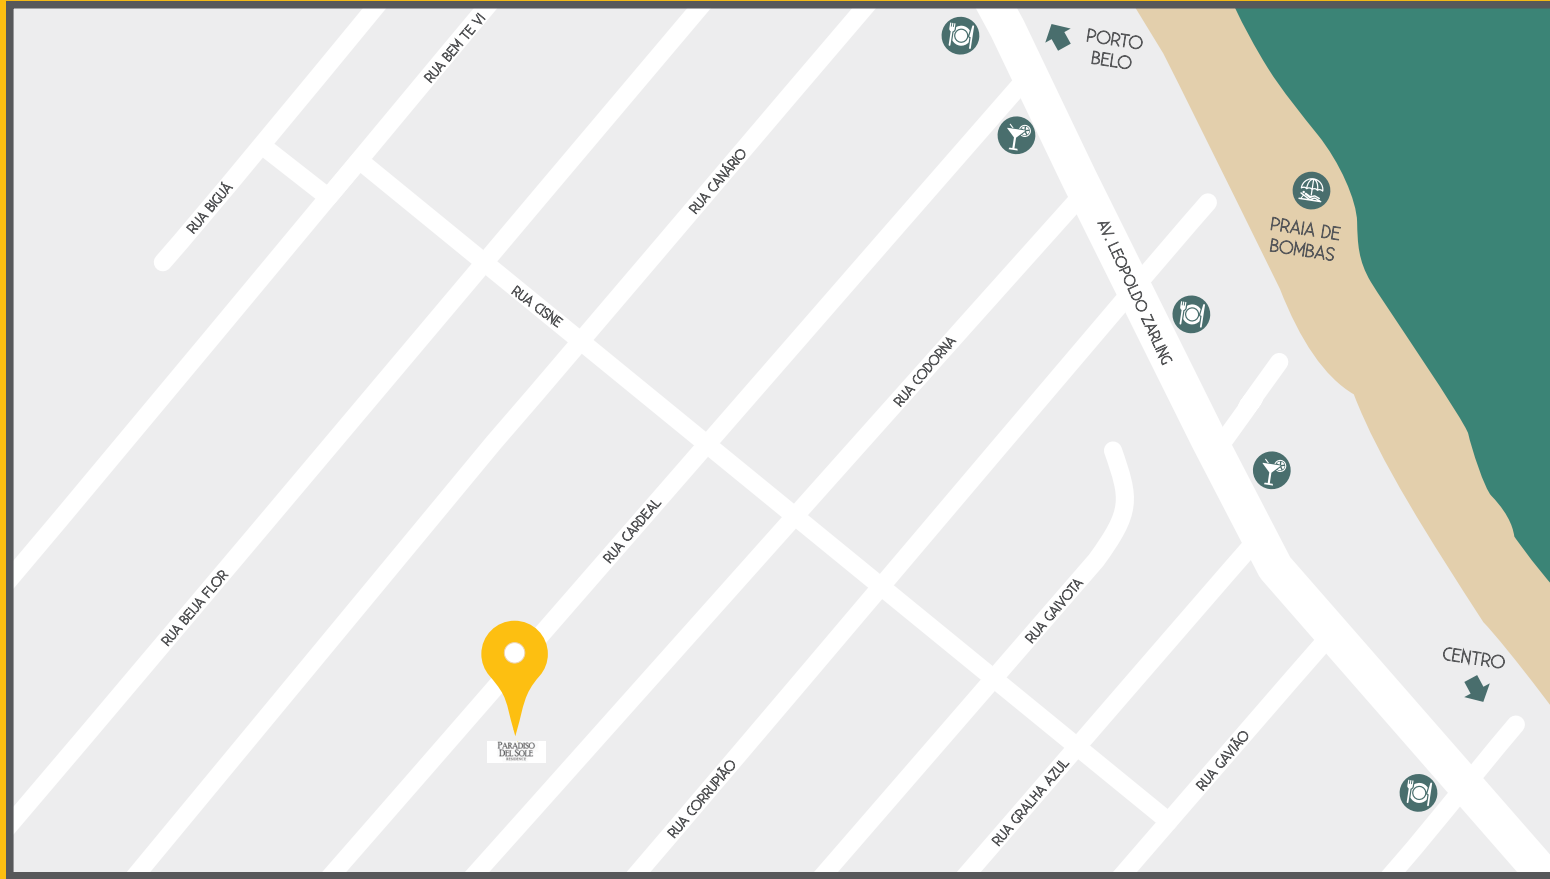 RUA BEM TE VI
PORTO
BELO
RUA BIGUÁ
RUA CANÁRIO
PRAIA DE
BOMBAS
AV. LEOPOLDO ZARLING
RUA CISNE
RUA CODORNA
RUA CARDEAL
RUA BEIJA FLOR
RUA GAIVOTA
CENTRO
PARADISO
DEL SOLE
RESIDENCE
RUA CORRUPIÃO
RUA GRALHA AZUL
RUA GAVIÃO